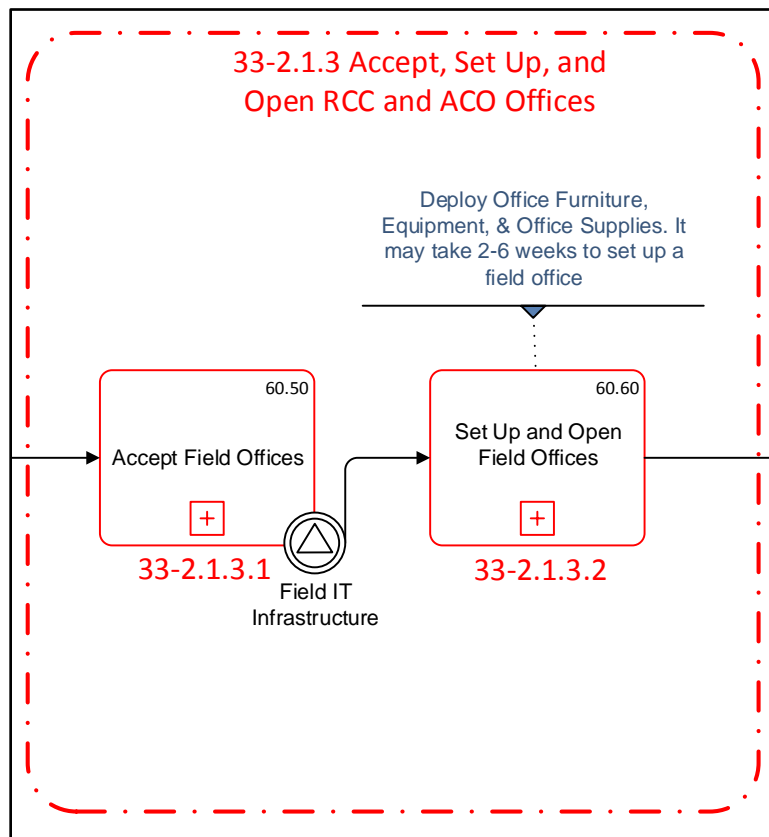 33-2.1.3 Accept, Set Up, and
Open RCC and ACO Offices
Deploy Office Furniture,
Equipment, & Office Supplies. It
may take 2-6 weeks to set up a
field office
60.50
Accept Field Offices
33-2.1.3.1
Field IT
Infrastructure
60.60
Set Up and Open
Field Offices
33-2.1.3.2